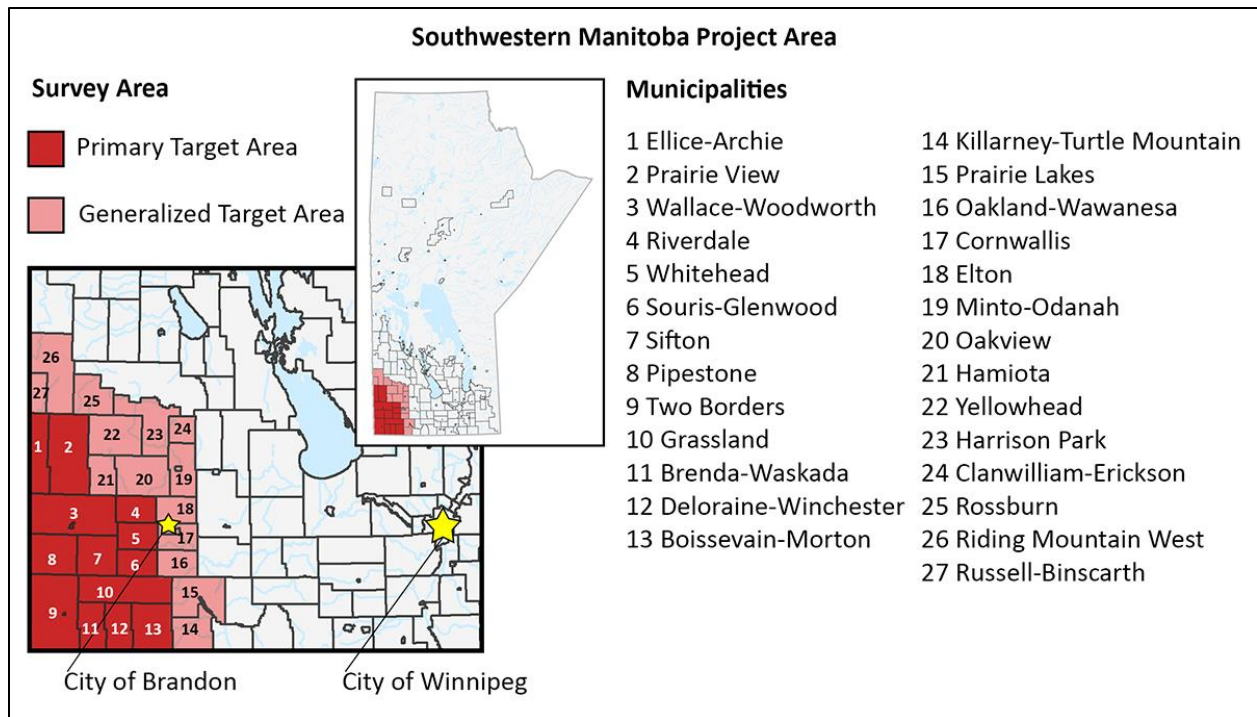 Southwestern Manitoba Project Area
Survey Area
Primary Target Area
Generalized Target Area
26
27
25
24
22
23
1
2
21
20
19
3
4
18
5
17
8
7
6
16
10
15
9
11
12
13
14
City of Brandon
City of Winnipeg
Municipalities
1 Ellice-Archie
2 Prairie View
3 Wallace-Woodworth
4 Riverdale
5 Whitehead
6 Souris-Glenwood
7 Sifton
8 Pipestone
9 Two Borders
10 Grassland
11 Brenda-Waskada
12 Deloraine-Winchester
13 Boissevain-Morton
14 Killarney-Turtle Mountain
15 Prairie Lakes
16 Oakland-Wawanesa
17 Cornwallis
18 Elton
19 Minto-Odanah
20 Oakview
21 Hamiota
22 Yellowhead
23 Harrison Park
24 Clanwilliam-Erickson
25 Rossburn
26 Riding Mountain West
27 Russell-Binscarth